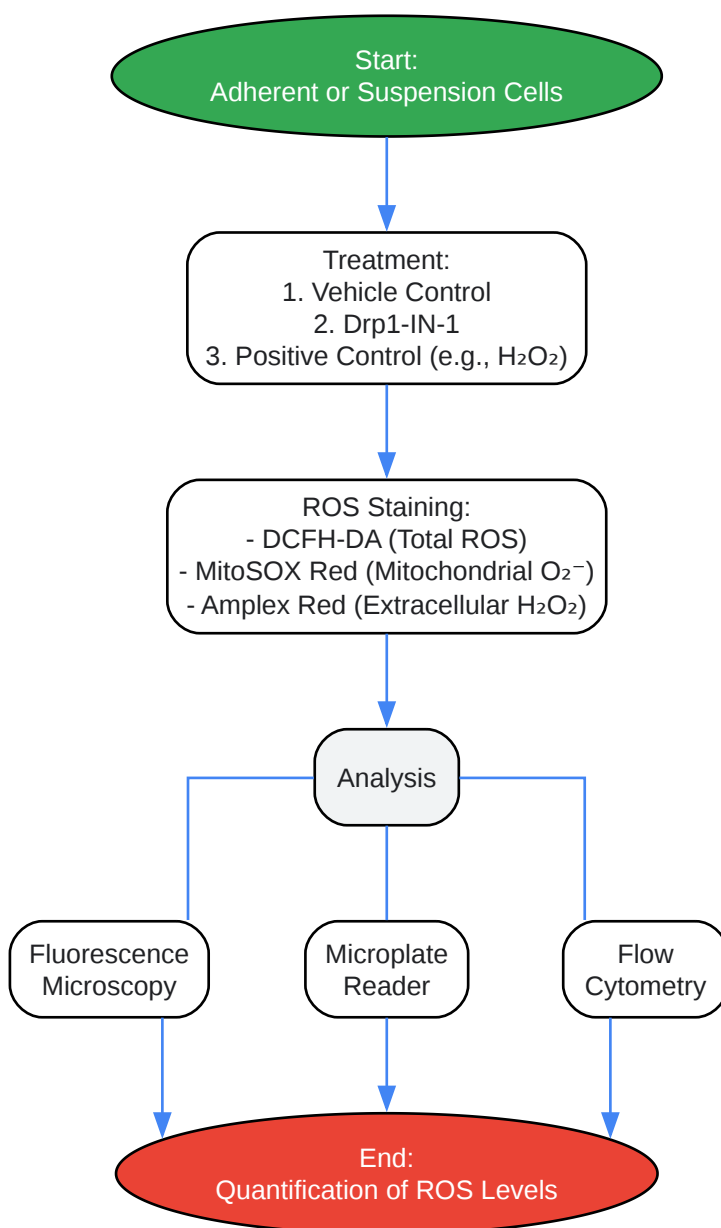 Start:
Adherent or Suspension Cells
Treatment:
1. Vehicle Control
2. Drp1-IN-1
3. Positive Control (e.g., H₂O₂)
ROS Staining:
- DCFH-DA (Total ROS)
- MitoSOX Red (Mitochondrial O₂⁻)
- Amplex Red (Extracellular H₂O₂)
Analysis
Fluorescence
Microscopy
Microplate
Reader
Flow
Cytometry
End:
Quantification of ROS Levels